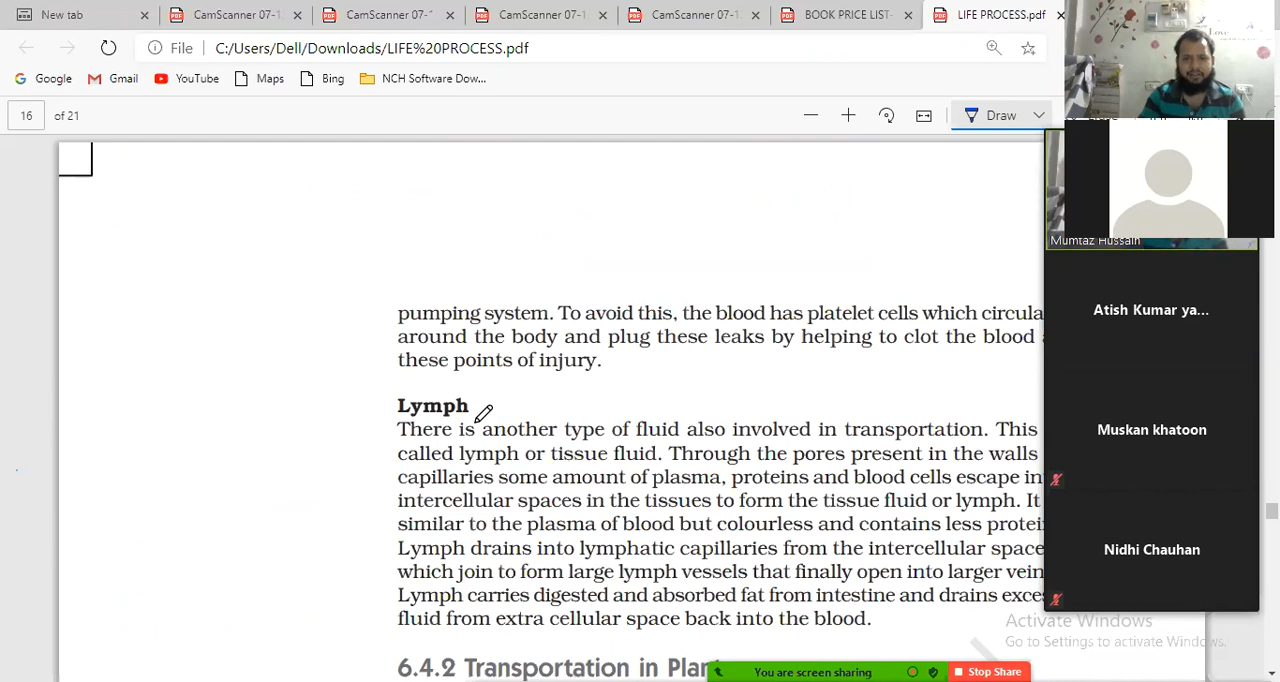 New tab
CamScanner 07-1
CamScanner 07-1
CamScanner 07-1
CamScanner 07-1
BOOK PRICE LIST-
LIFE PROCESS.pdf
File C:/Users/Dell/Downloads/LIFE%20PROCESS.pdf
Google Gmail YouTube Maps Bing NCH Software Dow...
16 of 21
Draw
pumping system. To avoid this, the blood has platelet cells which circula
around the body and plug these leaks by helping to clot the blood
these points of injury.
Lymph
There is another type of fluid also involved in transportation. This
called lymph or tissue fluid. Through the pores present in the walls
capillaries some amount of plasma, proteins and blood cells escape in
intercellular spaces in the tissues to form the tissue fluid or lymph. It
similar to the plasma of blood but colourless and contains less protei
Lymph drains into lymphatic capillaries from the intercellular space
which join to form large lymph vessels that finally open into larger vein
Lymph carries digested and absorbed fat from intestine and drains exce
fluid from extra cellular space back into the blood.
6.4.2 Transportation in Plan
Mumtaz Hussain
Atish Kumar ya...
Muskan khatoon
Nidhi Chauhan
Activate Windows
Go to Settings to activate Windows.
You are screen sharing
Stop Share